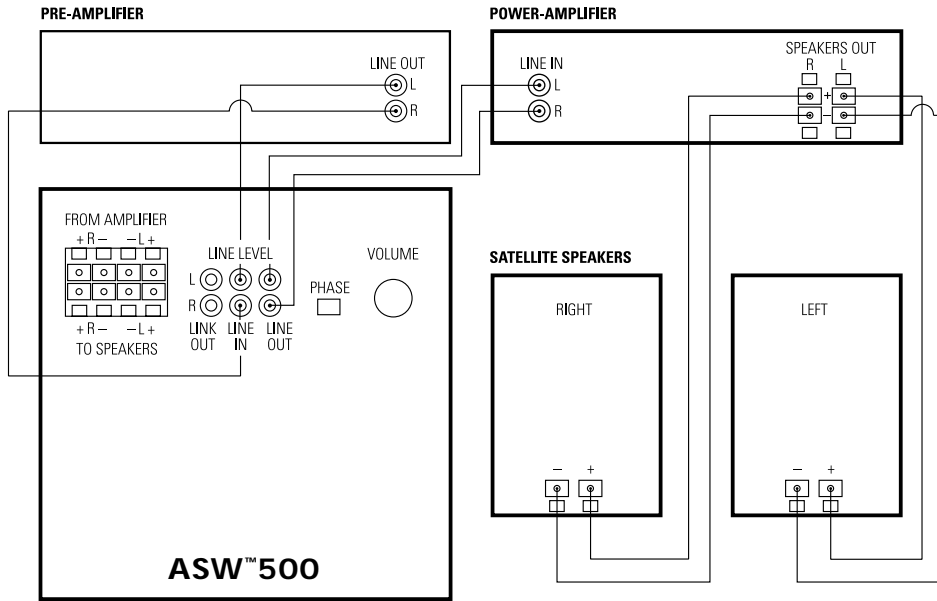 PRE-AMPLIFIER
LINE OUT
L
R
POWER-AMPLIFIER
LINE IN
L
R
SPEAKERS OUT
R L
+
–
FROM AMPLIFIER
+ R – – L +
+ R – – L +
TO SPEAKERS
LINE LEVEL
L
R
LINK OUT
LINE IN
LINE OUT
PHASE
VOLUME
ASW™500
SATELLITE SPEAKERS
RIGHT
– +
LEFT
– +